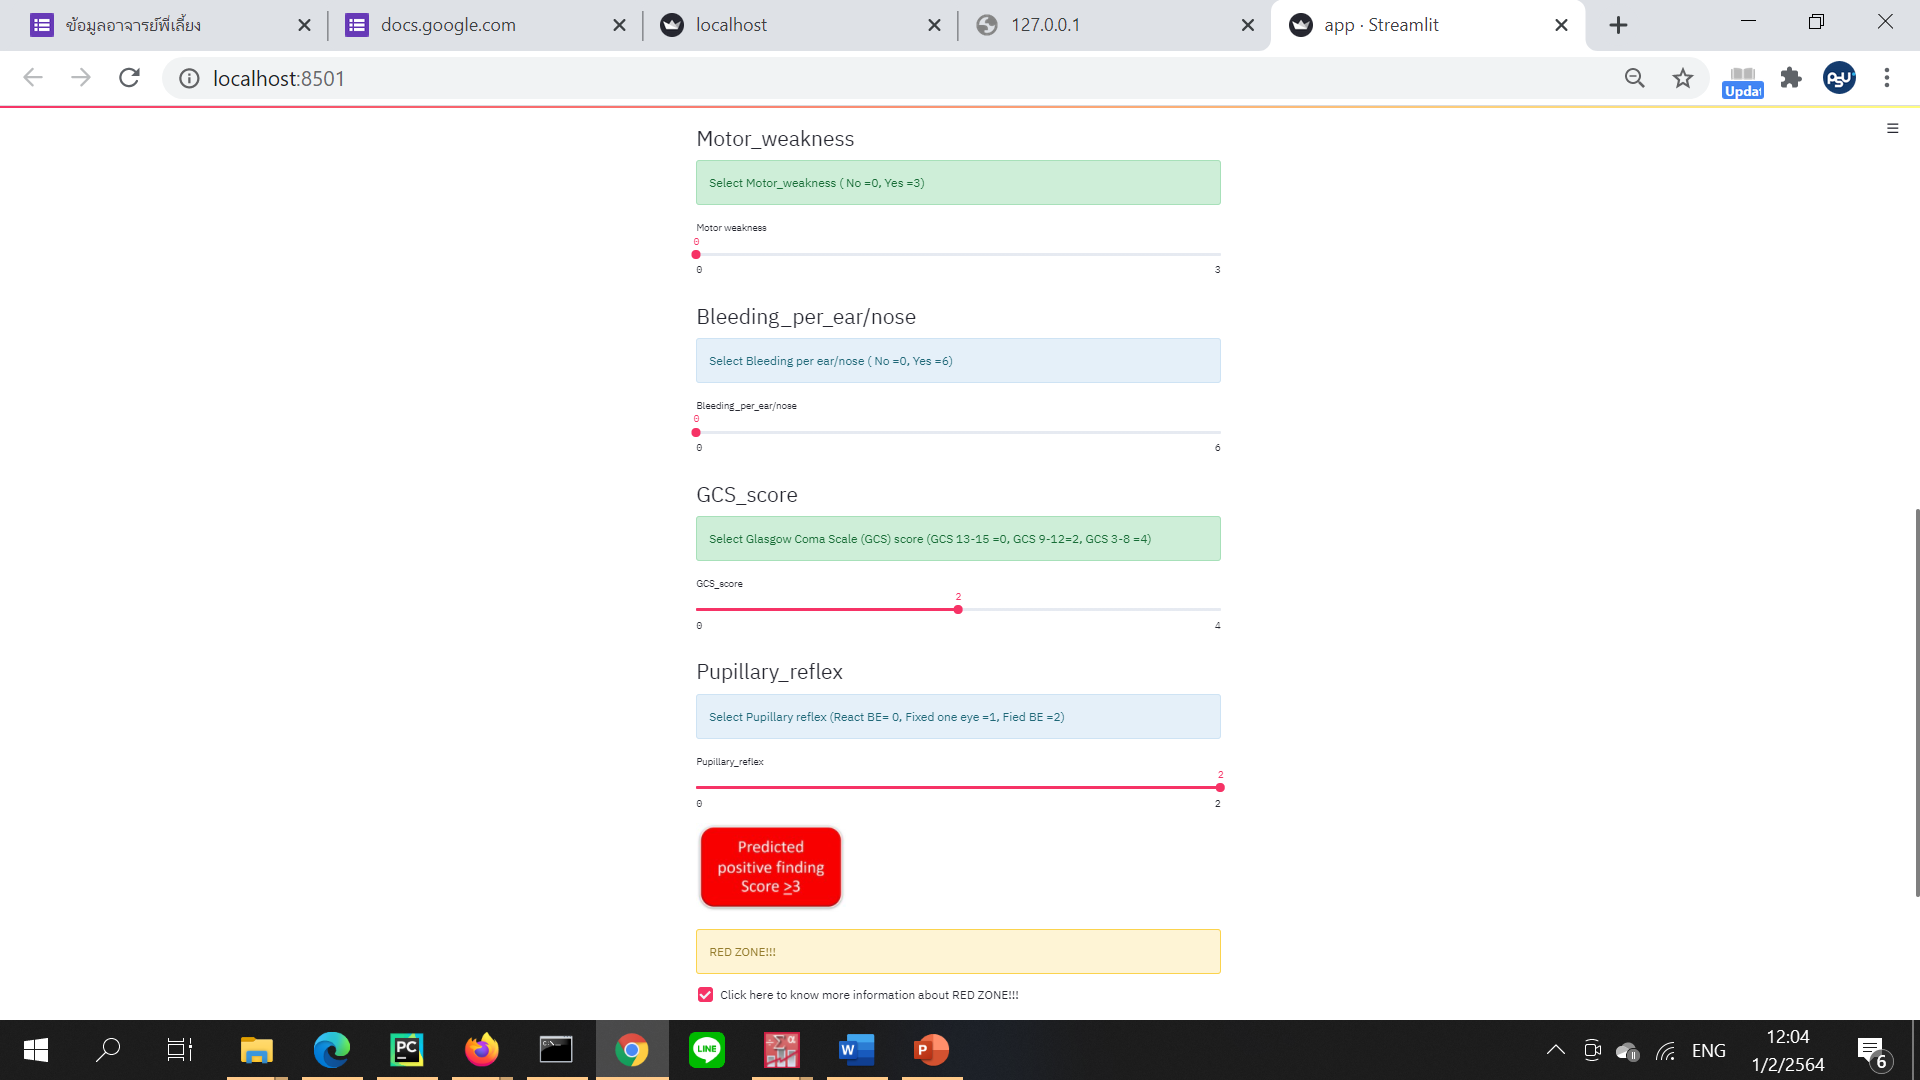 ข้อมูลอาจารย์พี่เลี้ยง
docs.google.com
localhost
127.0.0.1
app · Streamlit
localhost:8501
Updat
PSU
Motor_weakness
Select Motor_weakness ( No =0, Yes =3)
Motor weakness
0
0
3
Bleeding_per_ear/nose
Select Bleeding per ear/nose ( No =0, Yes =6)
Bleeding_per_ear/nose
0
0
6
GCS_score
Select Glasgow Coma Scale (GCS) score (GCS 13-15 =0, GCS 9-12=2, GCS 3-8 =4)
GCS_score
2
0
4
Pupillary_reflex
Select Pupillary reflex (React BE= 0, Fixed one eye =1, Fied BE =2)
Pupillary_reflex
2
0
2
Predicted
positive finding
Score ≥3
RED ZONE!!!
Click here to know more information about RED ZONE!!!
PC
LINE
W
P
ENG
12:04
1/2/2564
6